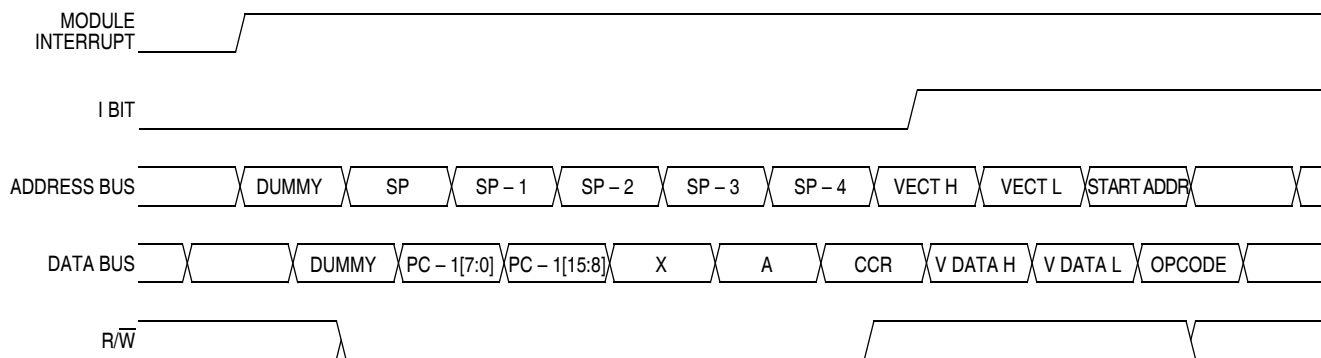 MODULE
INTERRUPT
I BIT
ADDRESS BUS DUMMY SP SP – 1 SP – 2 SP – 3 SP – 4 VECT H VECT L START ADDR
DATA BUS DUMMY PC – 1[7:0] PC – 1[15:8] X A CCR V DATA H V DATA L OPCODE
R/W̅